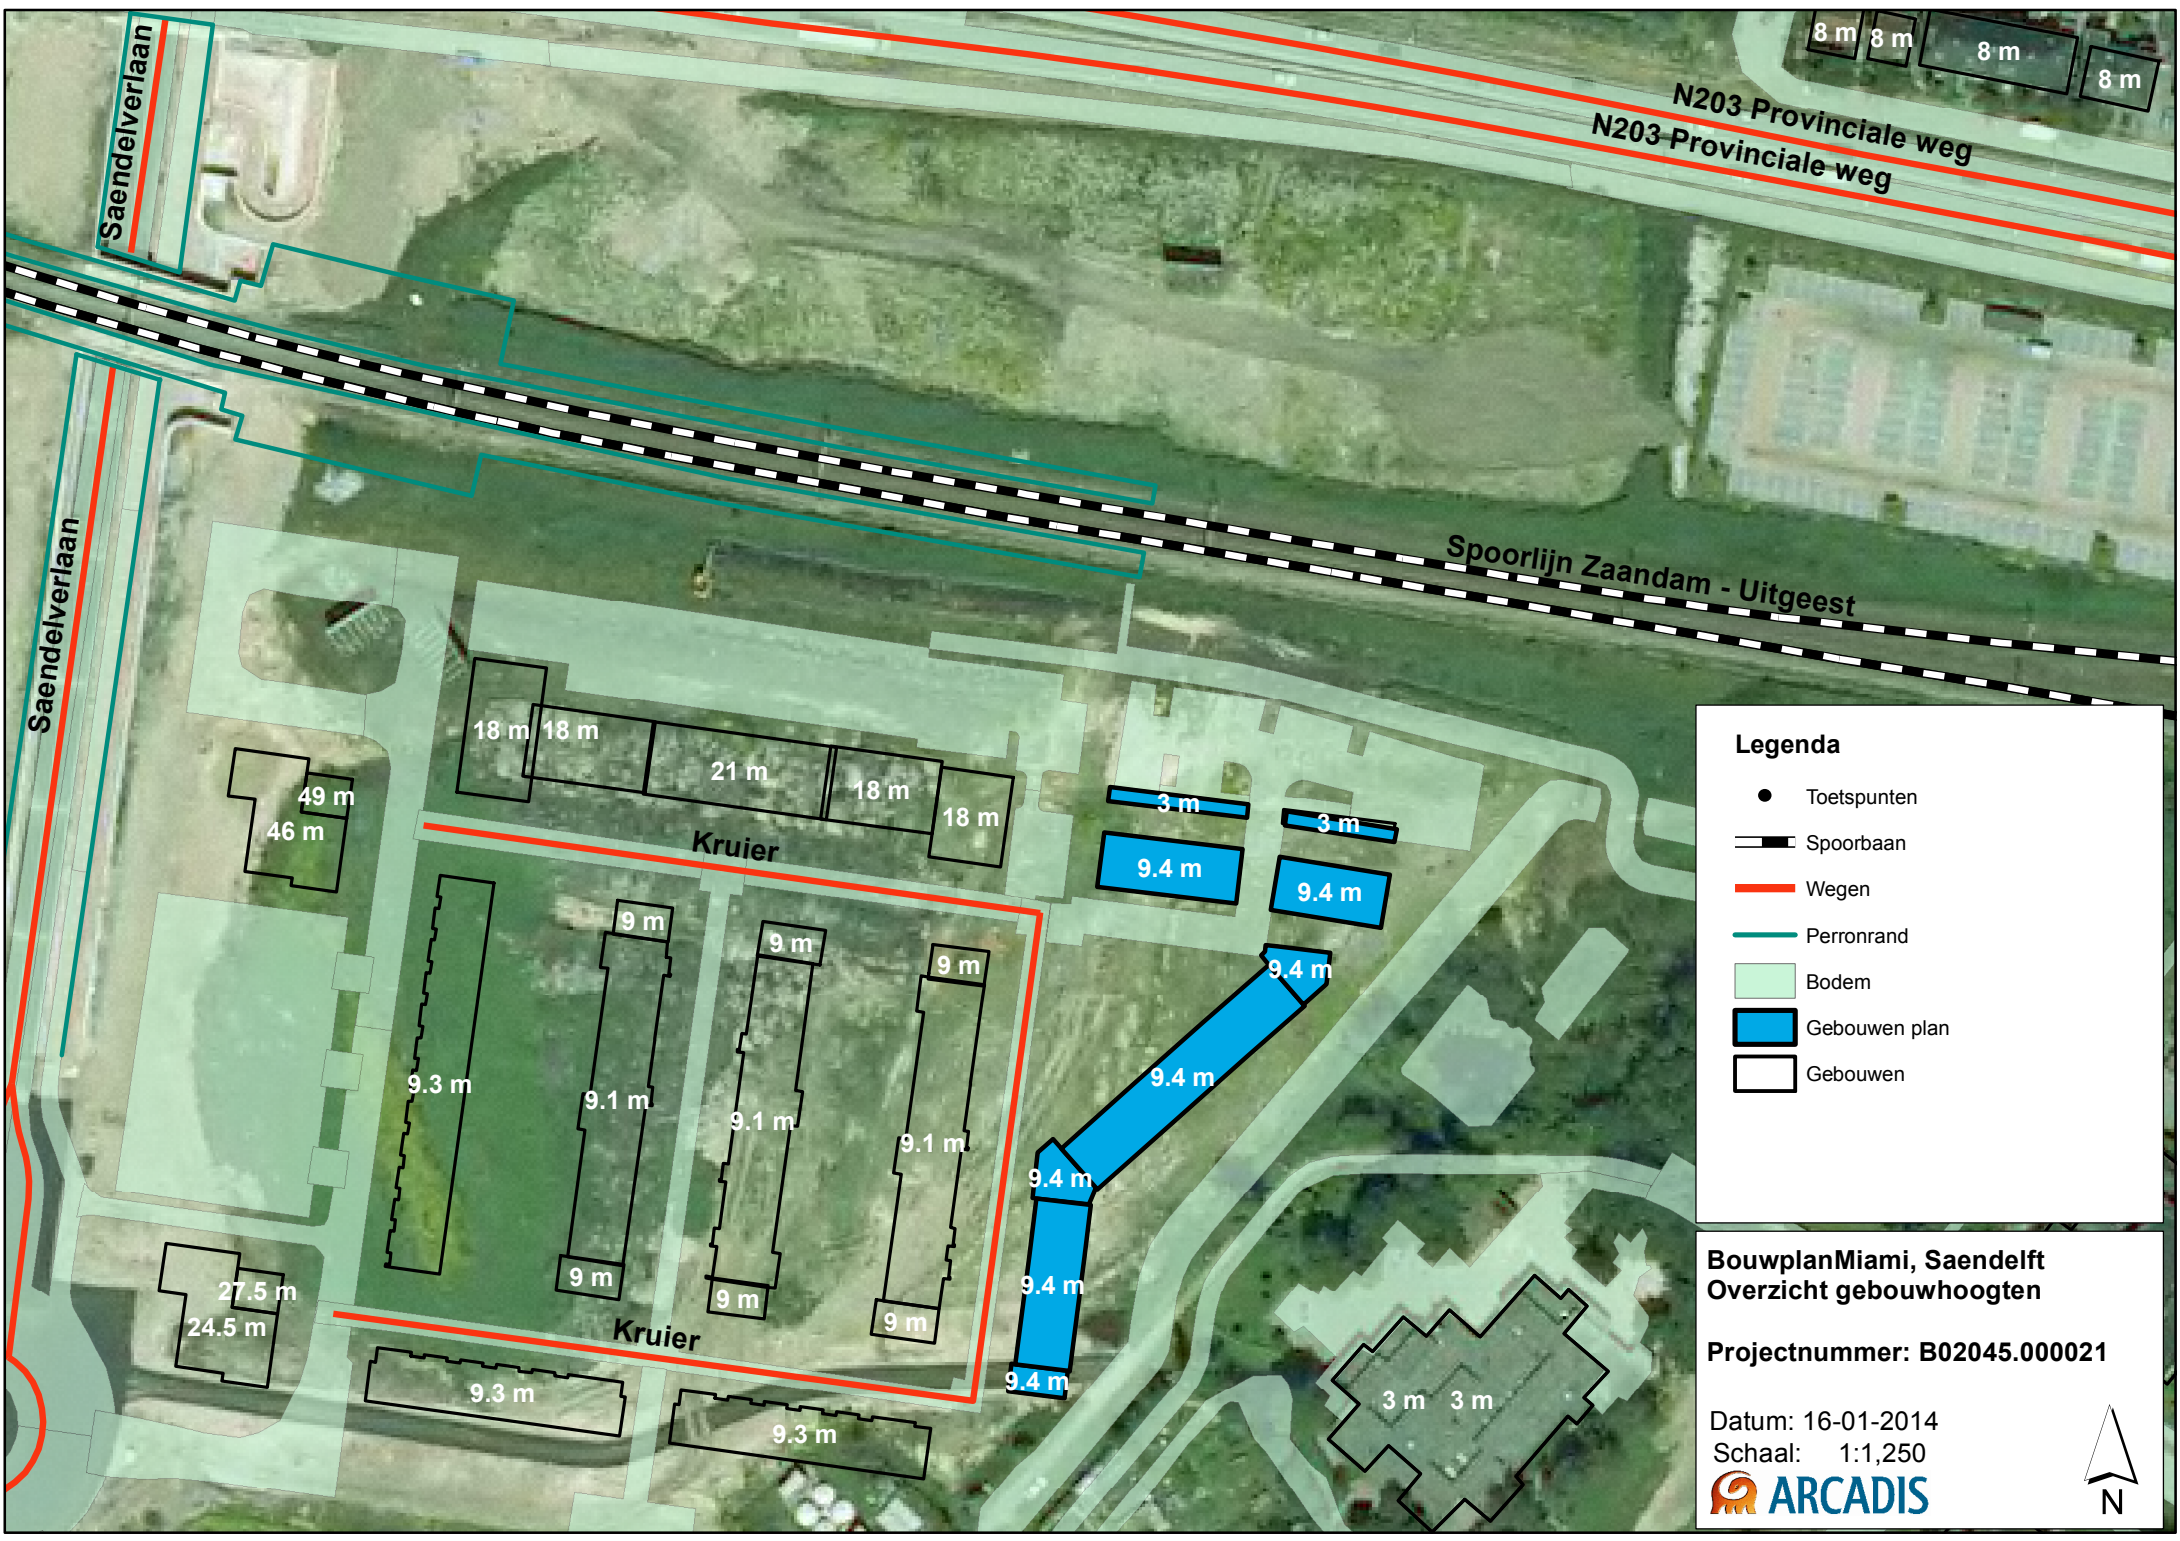 Saendelverlaan
8 m
8 m
8 m
8 m
N203 Provinciale weg
N203 Provinciale weg
Spoorlijn Zaandam - Uitgeest
Saendelverlaan
18 m
18 m
21 m
18 m
18 m
49 m
46 m
3 m
3 m
Kruier
9.4 m
9.4 m
9 m
9 m
9 m
9.4 m
9.3 m
9.1 m
9.1 m
9.1 m
9.4 m
9.4 m
9 m
9 m
9 m
9.4 m
27.5 m
24.5 m
Kruier
9.3 m
9.3 m
9.4 m
3 m
3 m
Legenda
Toetspunten
Spoorbaan
Wegen
Perronrand
Bodem
Gebouwen plan
Gebouwen
BouwplanMiami, Saendelft
Overzicht gebouwhoogten
Projectnummer: B02045.000021
Datum: 16-01-2014
Schaal: 1:1,250
ARCADIS
N